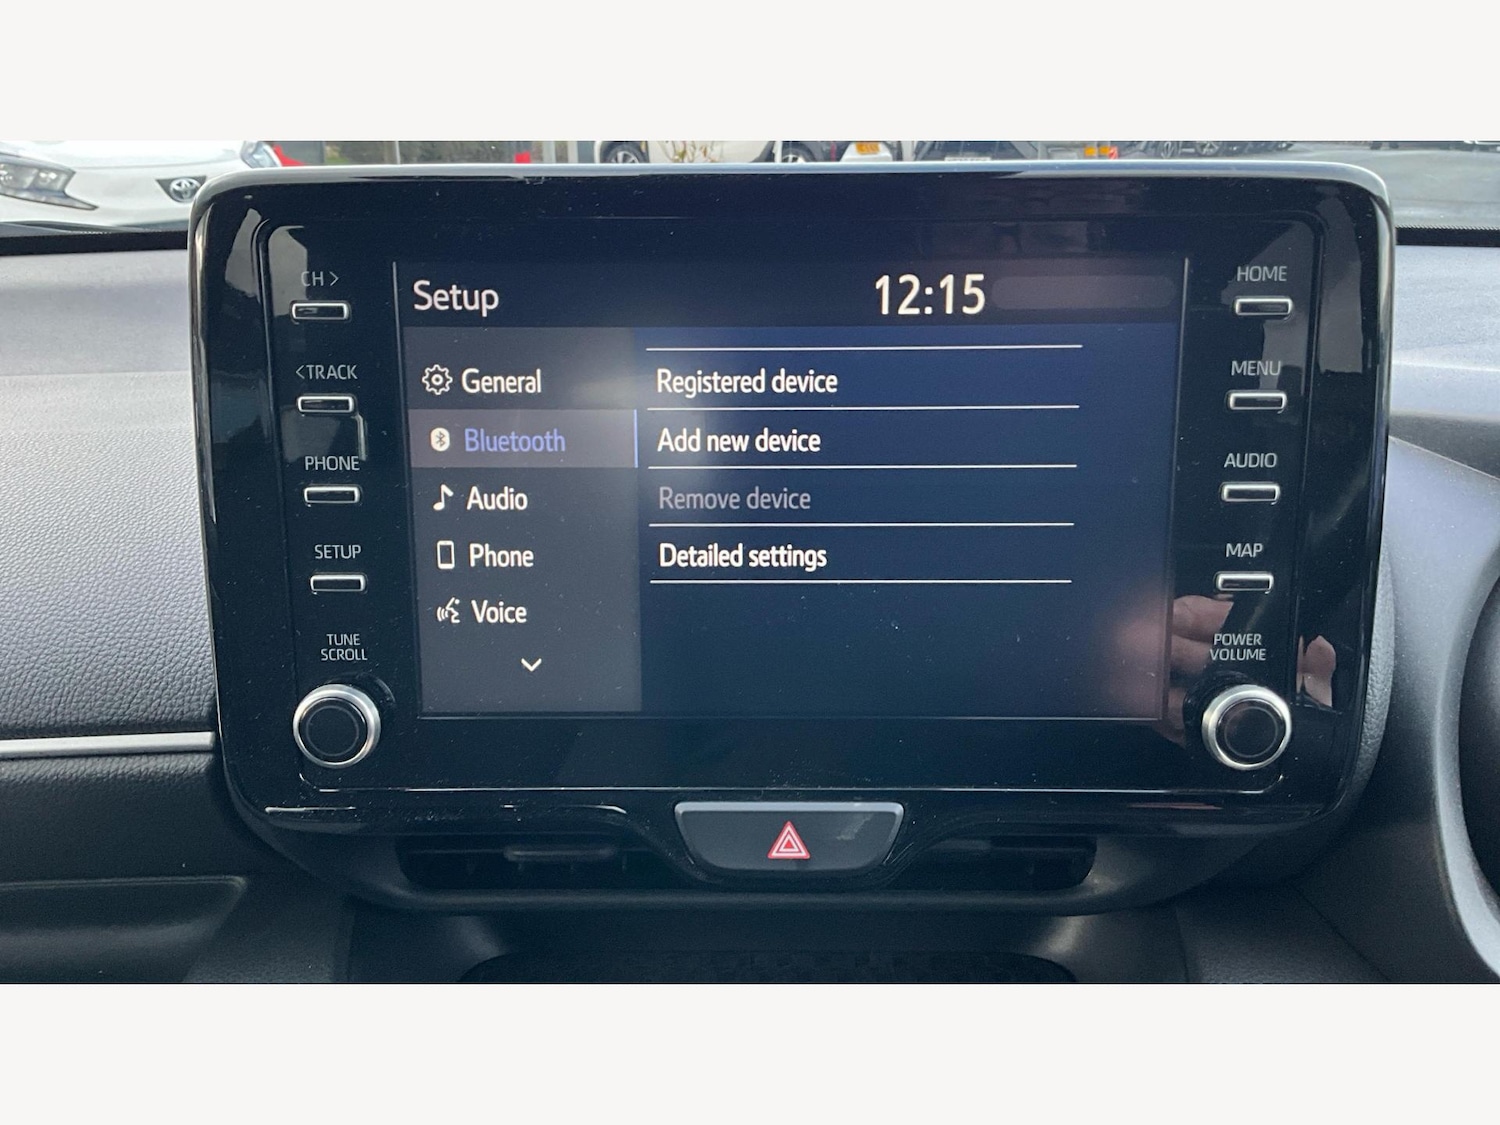 CH >
<TRACK
PHONE
SETUP
TUNE
SCROLL
Setup
12:15
General
Bluetooth
Audio
Phone
Voice
Registered device
Add new device
Remove device
Detailed settings
HOME
MENU
AUDIO
MAP
POWER
VOLUME